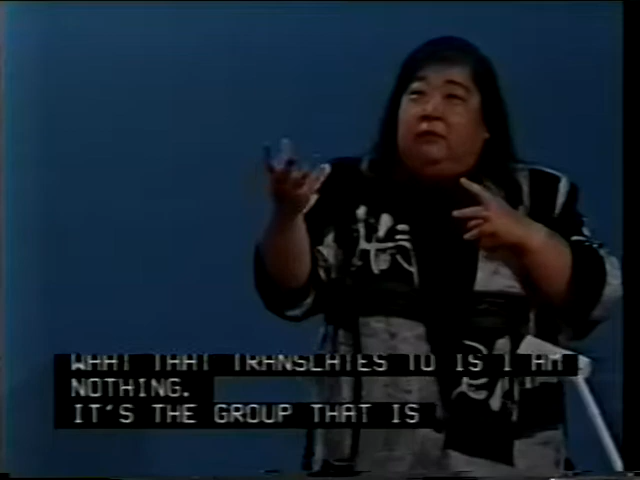 WHAT THAT TRANSLATES TO IS I AM
NOTHING.
IT'S THE GROUP THAT IS